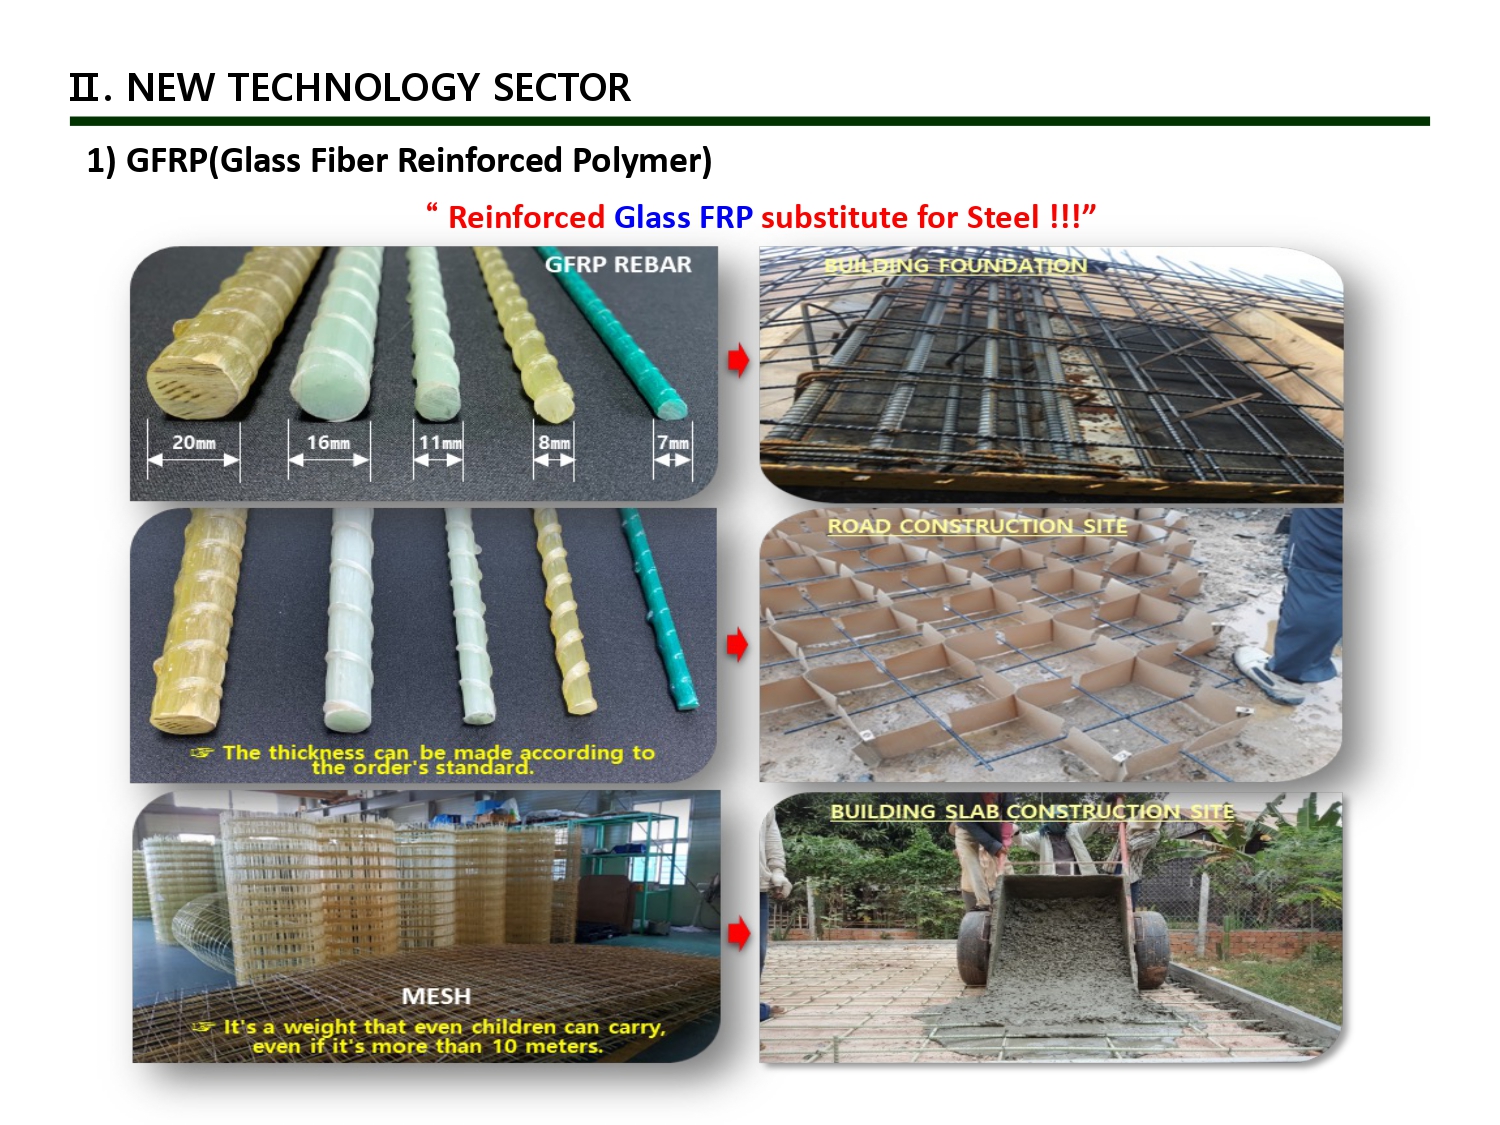 Ⅱ. NEW TECHNOLOGY SECTOR
1) GFRP(Glass Fiber Reinforced Polymer)
“ Reinforced Glass FRP substitute for Steel !!!”
GFRP REBAR
20㎜ 16㎜ 11㎜ 8㎜ 7㎜
BUILDING FOUNDATION
☞ The thickness can be made according to
the order's standard.
ROAD CONSTRUCTION SITE
MESH
☞ It's a weight that even children can carry,
even if it's more than 10 meters.
BUILDING SLAB CONSTRUCTION SITE